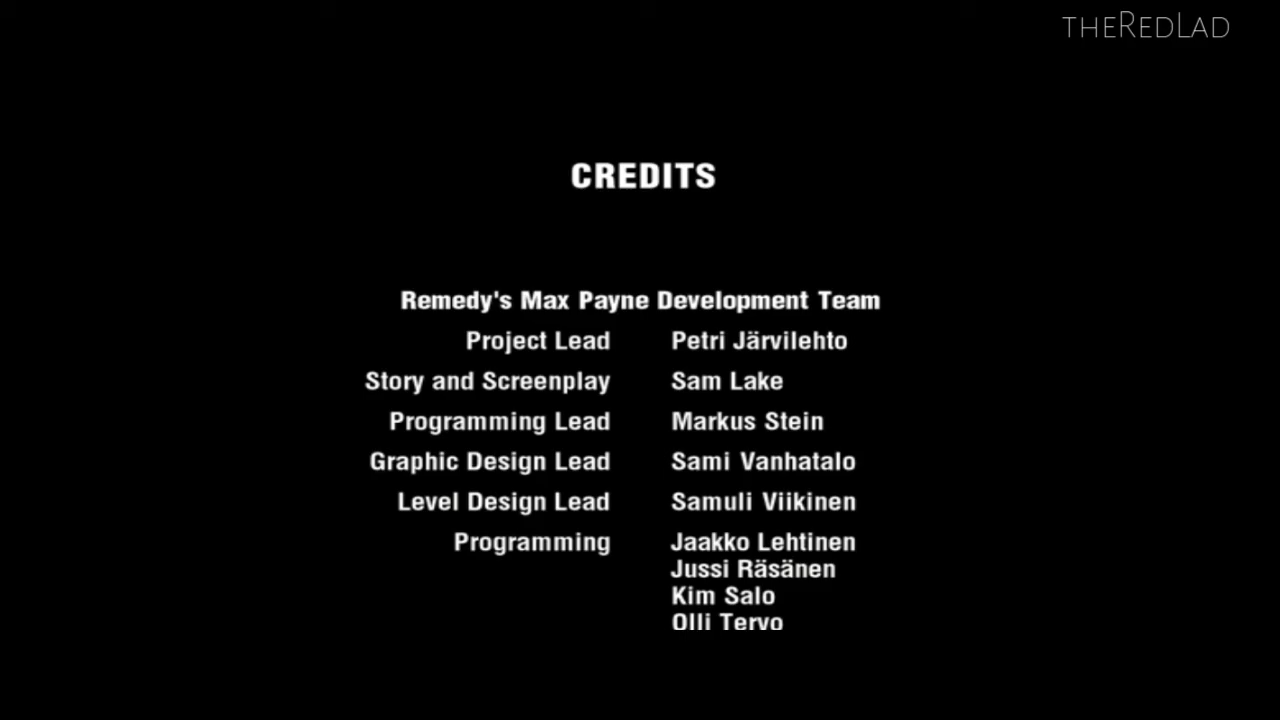 THEREDLAD
CREDITS
Remedy's Max Payne Development Team
Project Lead Petri Järvilehto
Story and Screenplay Sam Lake
Programming Lead Markus Stein
Graphic Design Lead Sami Vanhatalo
Level Design Lead Samuli Viikinen
Programming Jaakko Lehtinen
Jussi Räsänen
Kim Salo
Olli Tervo